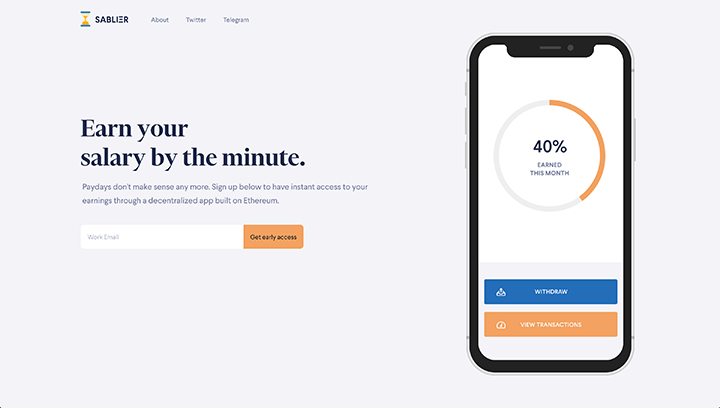 SABLIER
About
Twitter
Telegram
Earn your
salary by the minute.
Paydays don't make sense any more. Sign up below to have instant access to your
earnings through a decentralized app built on Ethereum.
Work Email
Get early access
40%
EARNED
THIS MONTH
WITHDRAW
VIEW TRANSACTIONS